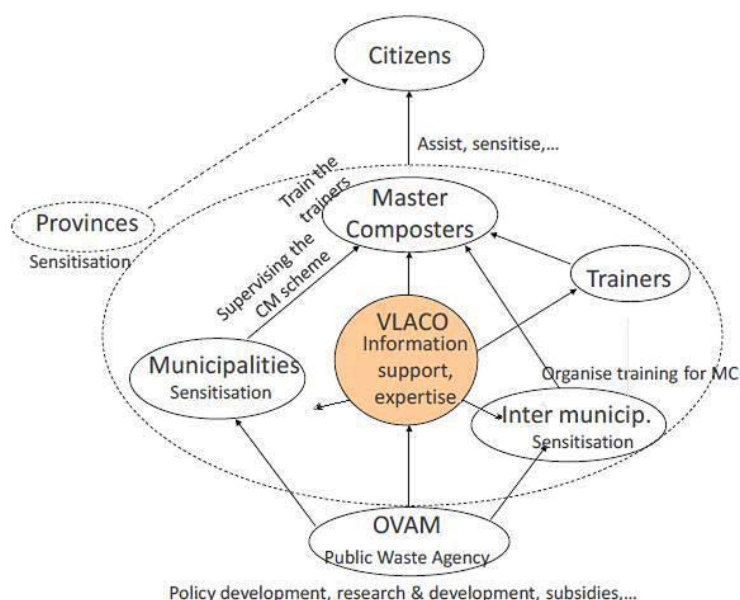 Citizens
Assist, sensitise,...
Train the
trainers
Master
Composters
Provinces
Sensitisation
Supervising the
CM scheme
Trainers
VLACO
Information
support,
expertise
Municipalities
Sensitisation
Organise training for MC
Inter municip.
Sensitisation
OVAM
Public Waste Agency
Policy development, research & development, subsidies,...